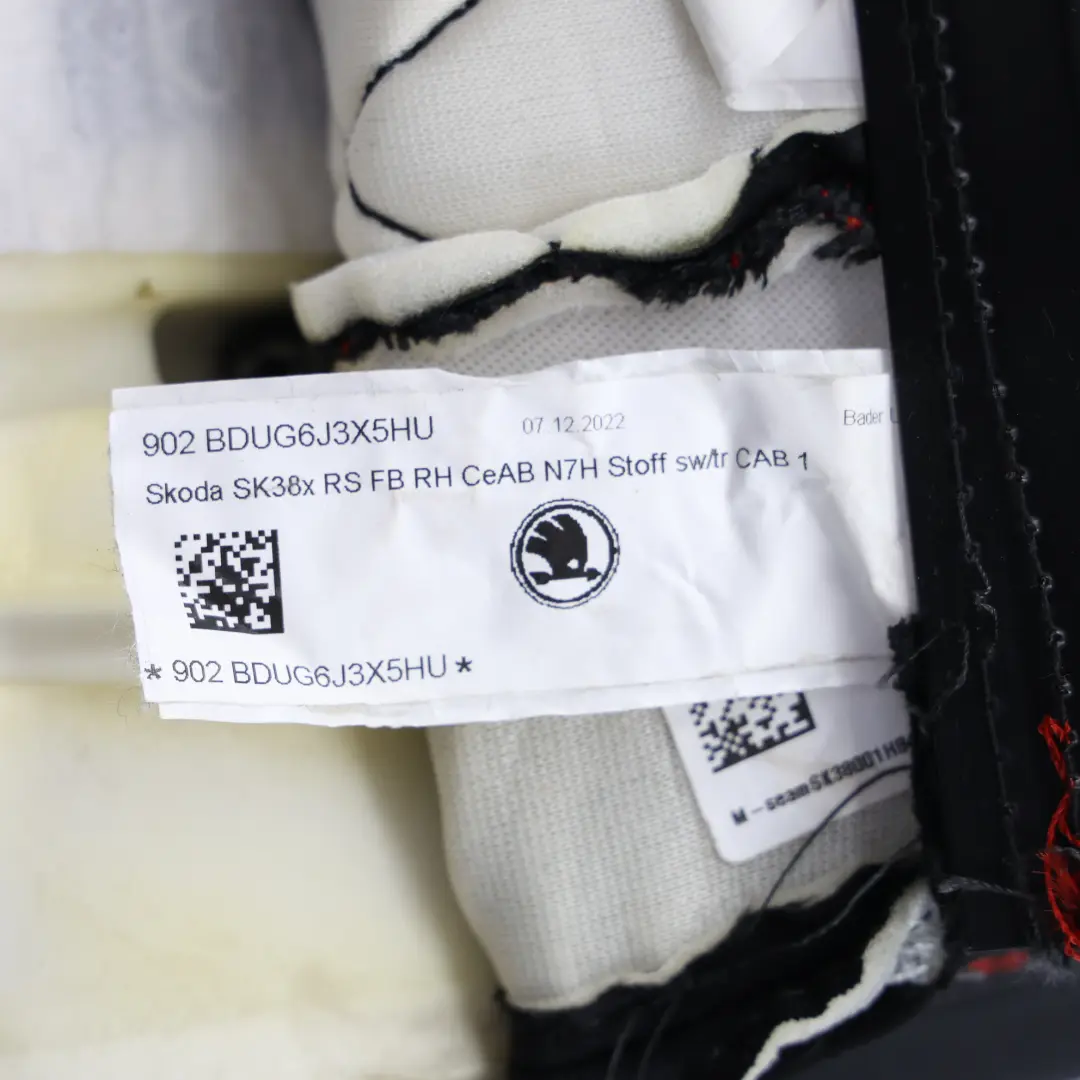 902 BDUG6J3X5HU 07 12.2022 Bader
Skoda SK38x RS FB RH CeAB N7H Stoff sw/tr CAB 1
* 902 BDUG6J3X5HU *
M-seam